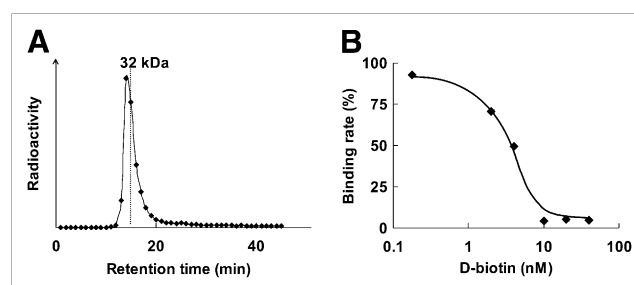 A
32 kDa
Radioactivity
0
20
40
Retention time (min)
B
Binding rate (%)
100
75
50
25
0
0.1
1
10
100
D-biotin (nM)